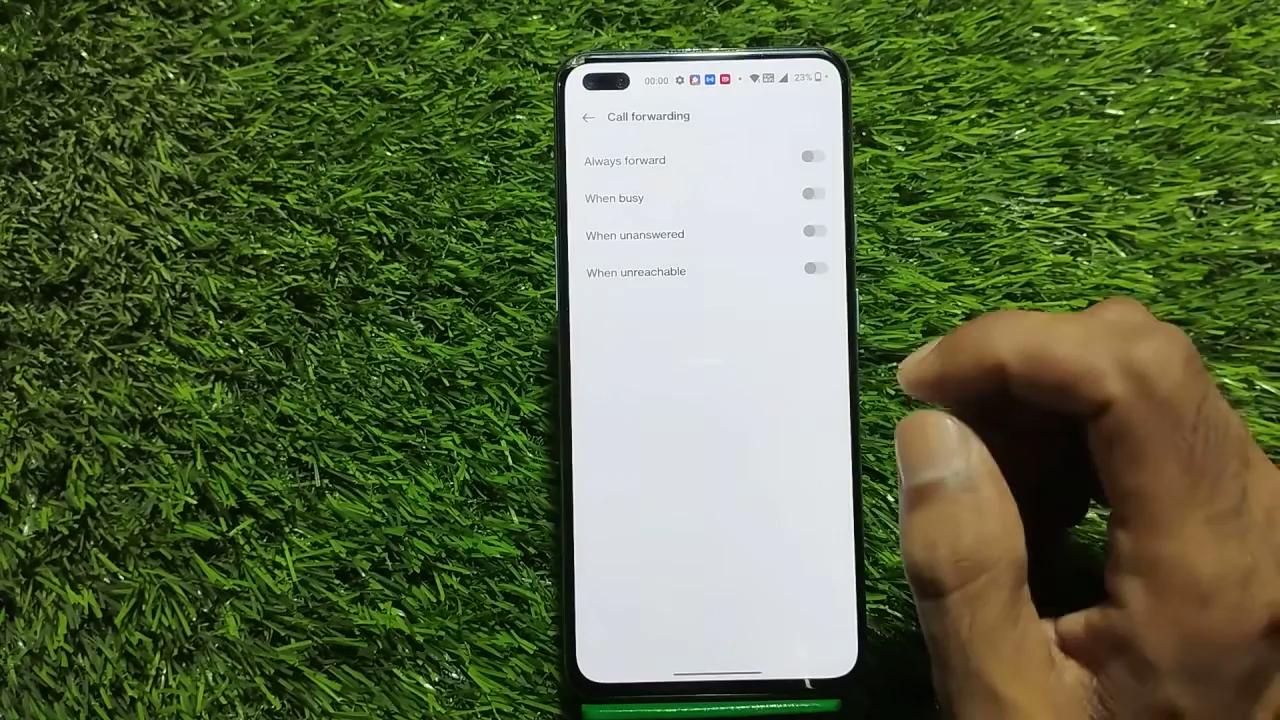 00:00 23%
Call forwarding
Always forward
When busy
When unanswered
When unreachable